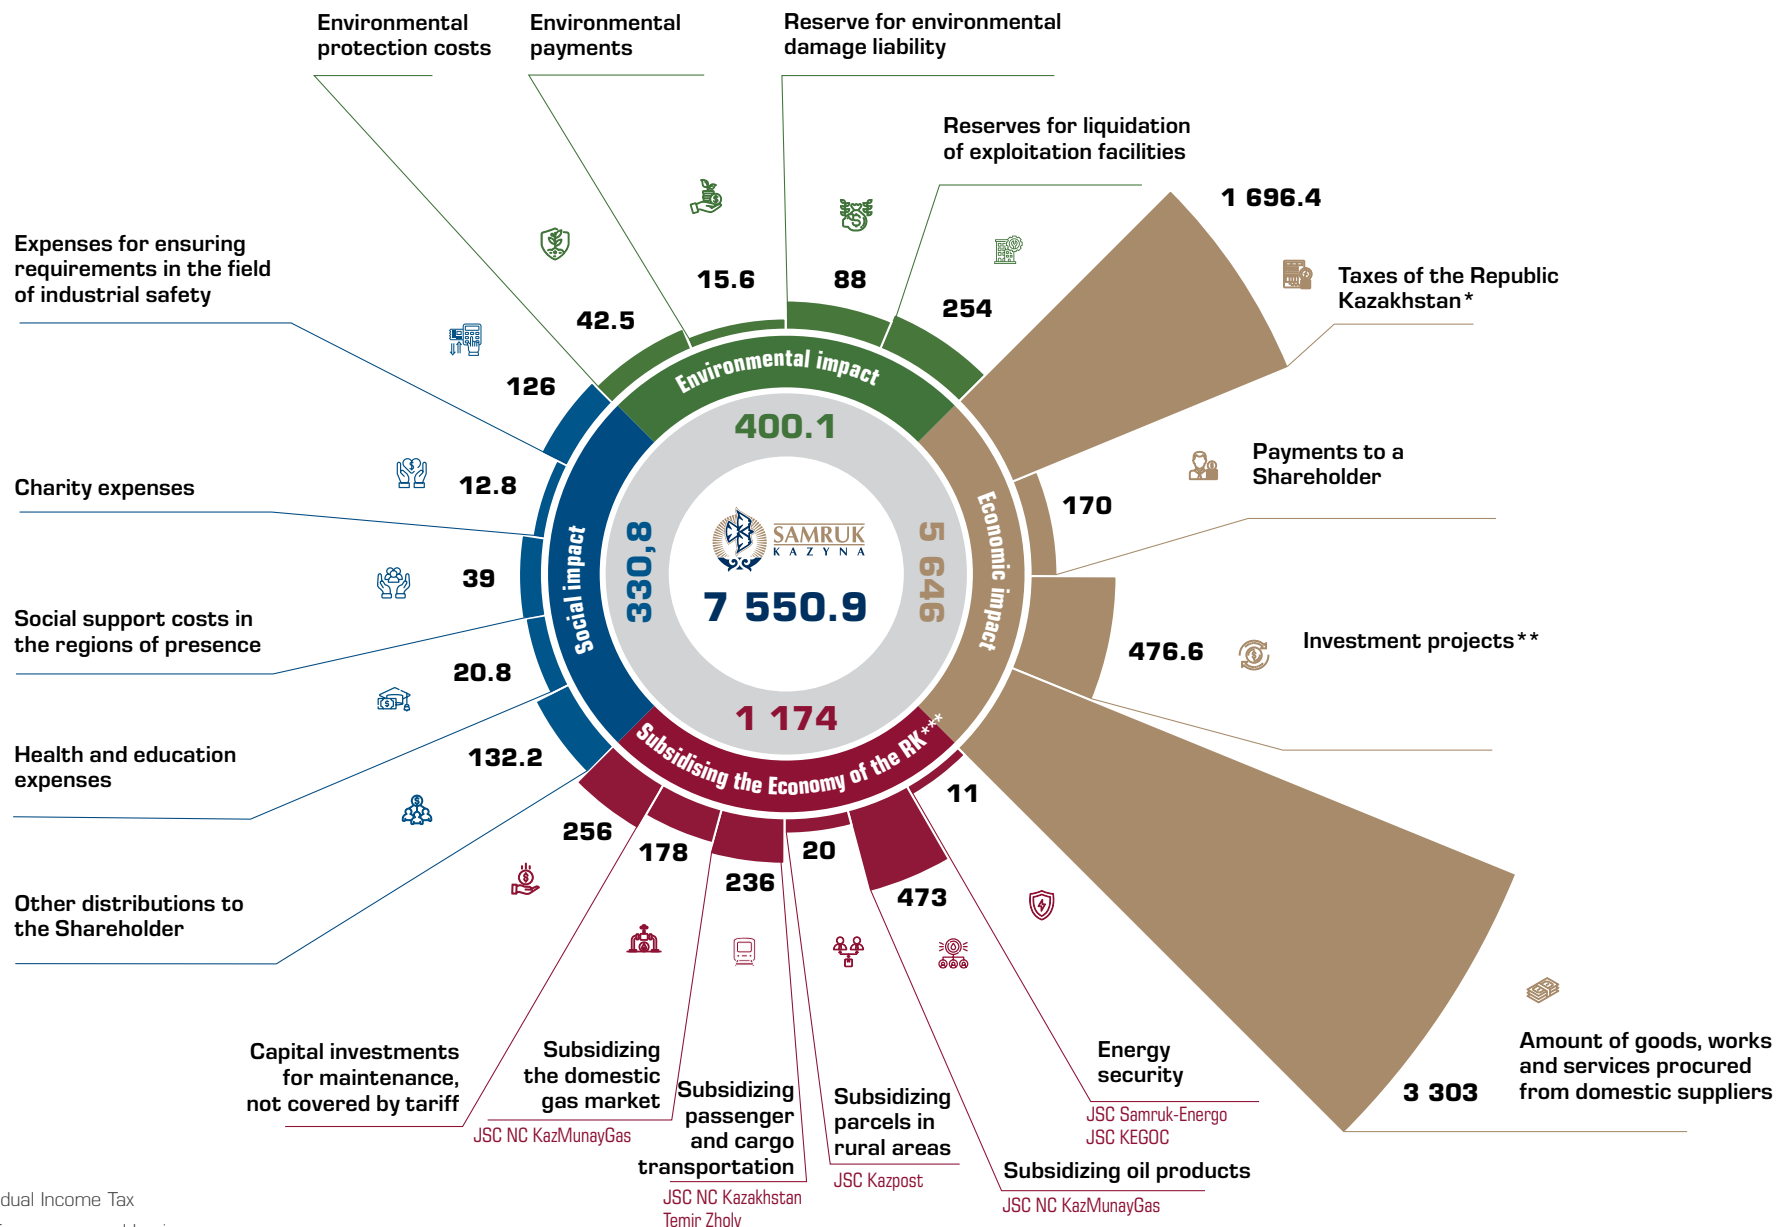 Environmental
protection costs
Environmental
payments
Reserve for environmental
damage liability
Reserves for liquidation
of exploitation facilities
1 696.4
Taxes of the Republic
Kazakhstan*
Expenses for ensuring
requirements in the field
of industrial safety
42.5
15.6
88
254
126
Environmental impact
400.1
Payments to a
Shareholder
170
Charity expenses
12.8
39
Social support costs in
the regions of presence
20.8
Social impact
330,8
SAMRUK
KAZYNA
7 550.9
5 646
Economic impact
476.6
Investment projects**
1 174
Subsidising the Economy of the RK***
Health and education
expenses
132.2
Other distributions to
the Shareholder
256
178
236
20
473
11
Capital investments
for maintenance,
not covered by tariff
Subsidizing
the domestic
gas market
JSC NC KazMunayGas
Subsidizing
passenger
and cargo
transportation
JSC NC Kazakhstan
Temir Zholy
Subsidizing
parcels in
rural areas
JSC Kazpost
Energy
security
JSC Samruk-Energo
JSC KEGOC
Subsidizing oil products
JSC NC KazMunayGas
3 303
Amount of goods, works
and services procured
from domestic suppliers
dual Income Tax